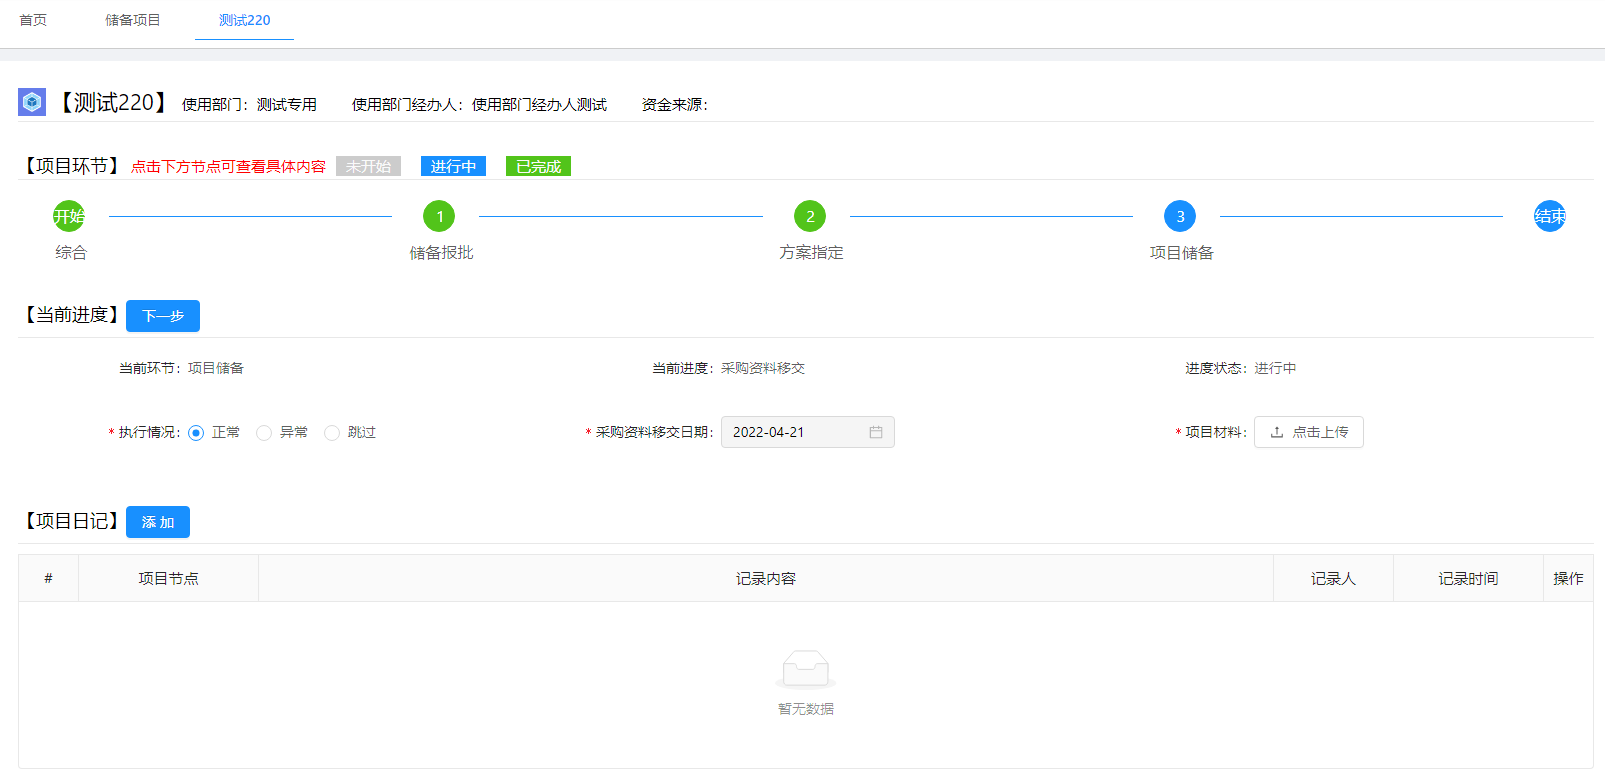 首页 储备项目 测试220
【测试220】 使用部门：测试专用 使用部门经办人：使用部门经办人测试 资金来源：
【项目环节】 点击下方节点可查看具体内容 未开始 进行中 已完成
开始 1 2 3 结束
综合 储备报批 方案指定 项目储备
【当前进度】 下一步
当前环节：项目储备 当前进度：采购资料移交 进度状态：进行中
* 执行情况： 正常 异常 跳过 * 采购资料移交日期： 2022-04-21 * 项目材料： 点击上传
【项目日记】 添 加
# 项目节点 记录内容 记录人 记录时间 操作
暂无数据